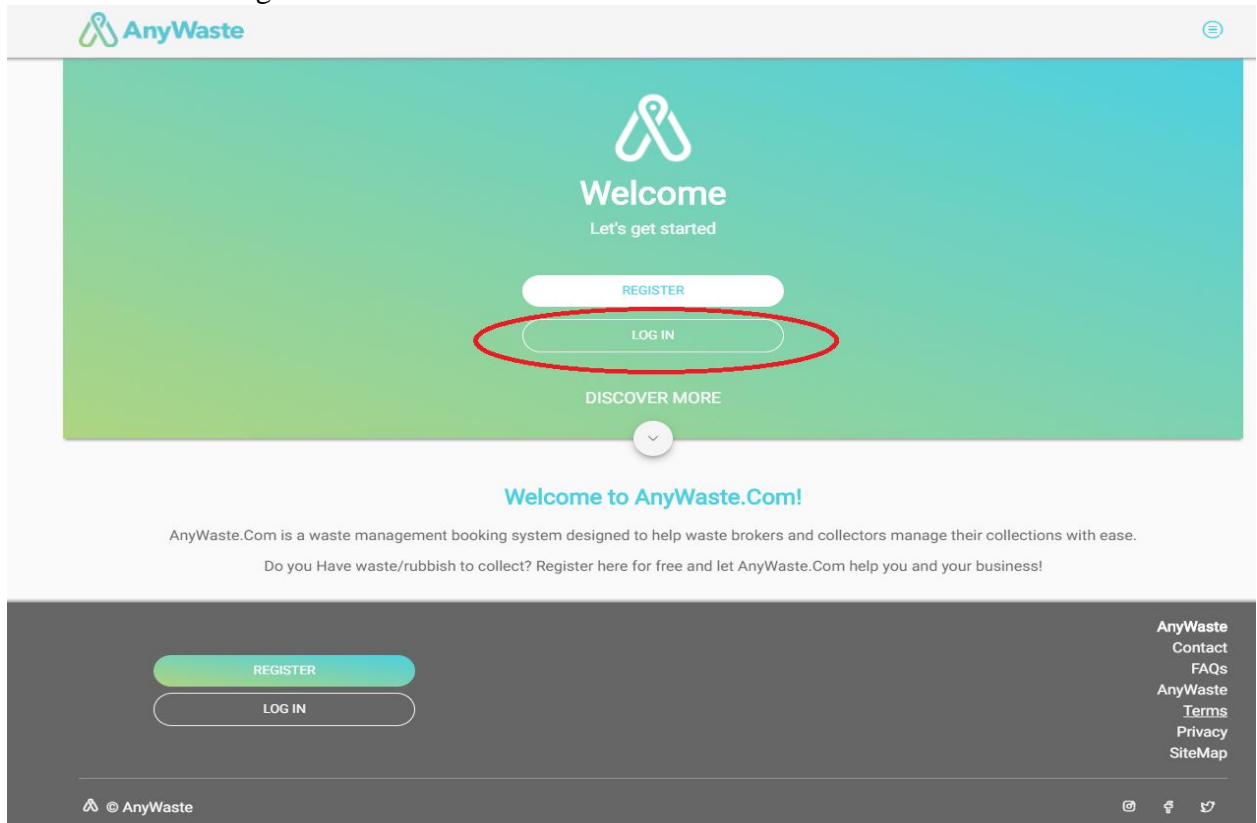 AnyWaste
Welcome
Let's get started
REGISTER
LOG IN
DISCOVER MORE
Welcome to AnyWaste.Com!
AnyWaste.Com is a waste management booking system designed to help waste brokers and collectors manage their collections with ease.
Do you Have waste/rubbish to collect? Register here for free and let AnyWaste.Com help you and your business!
REGISTER
LOG IN
AnyWaste
Contact
FAQs
AnyWaste
Terms
Privacy
SiteMap
© AnyWaste